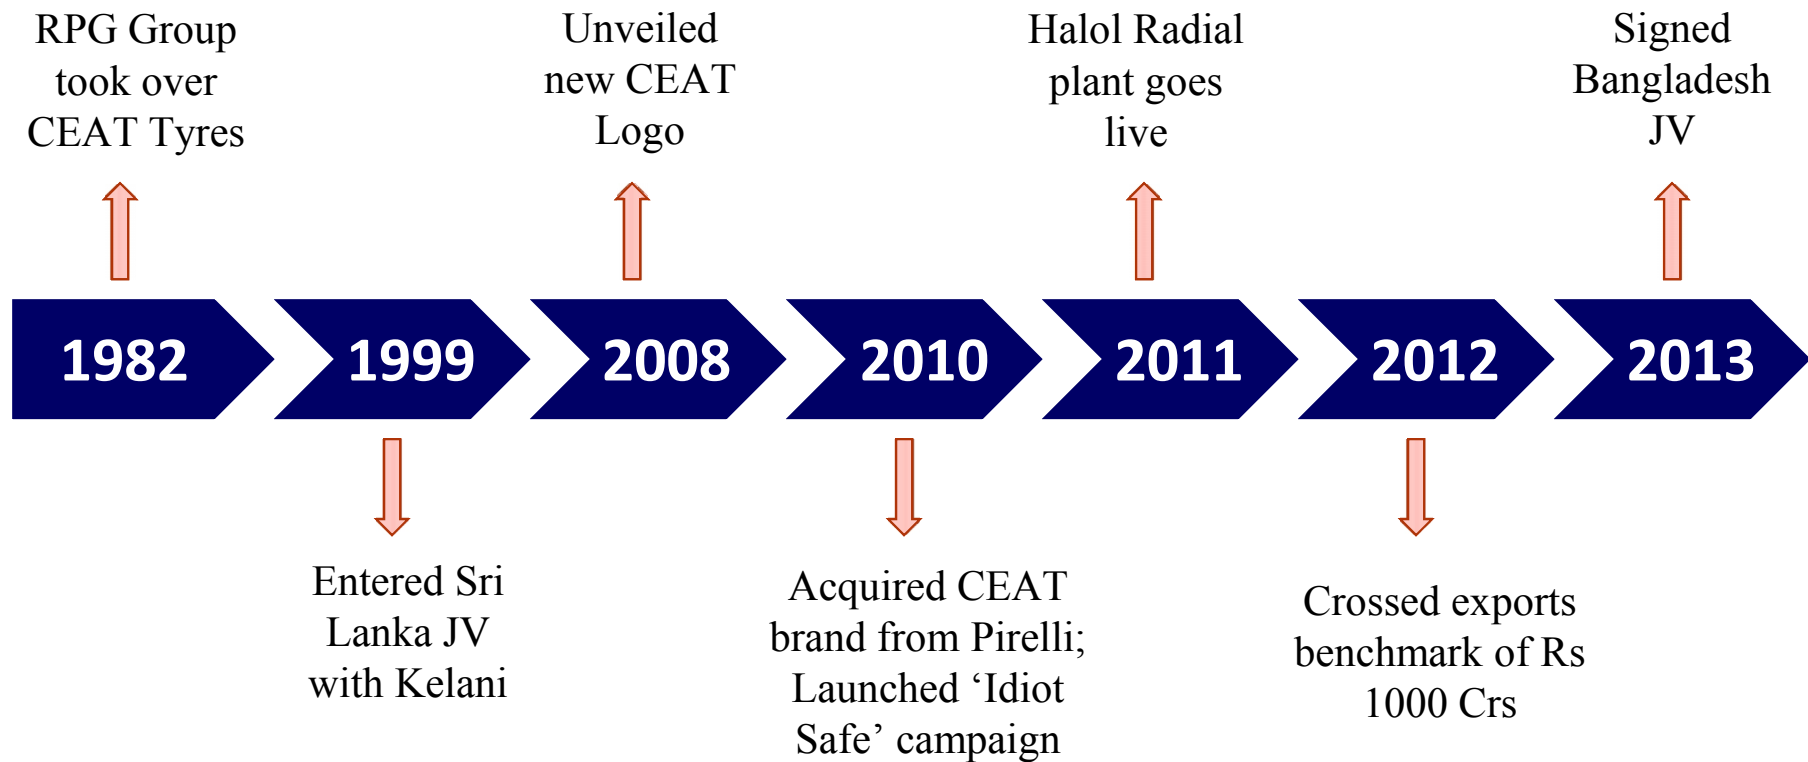 RPG Group
took over
CEAT Tyres
Unveiled
new CEAT
Logo
Halol Radial
plant goes
live
Signed
Bangladesh
JV
1982
1999
2008
2010
2011
2012
2013
Entered Sri
Lanka JV
with Kelani
Acquired CEAT
brand from Pirelli;
Launched ‘Idiot
Safe’ campaign
Crossed exports
benchmark of Rs
1000 Crs